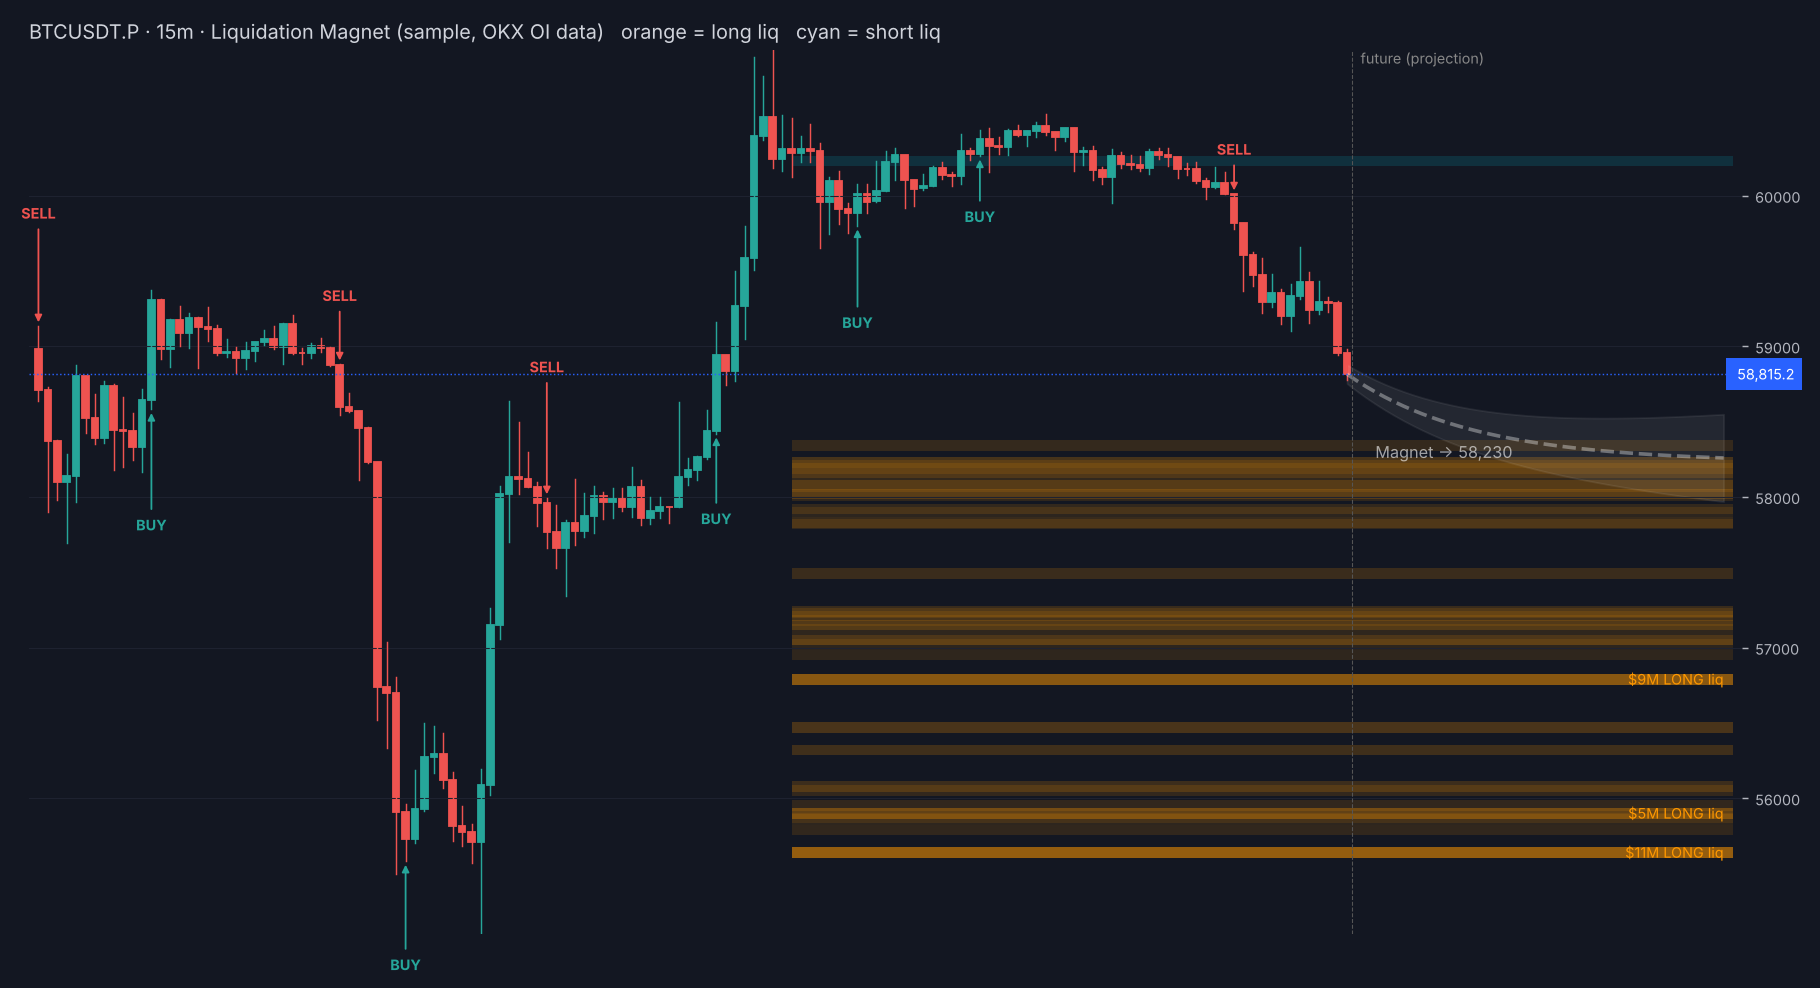 BTCUSDT.P · 15m · Liquidation Magnet (sample, OKX OI data)   orange = long liq   cyan = short liq
future (projection)
SELL
60000
SELL
BUY
SELL
BUY
59000
SELL
58,815.2
Magnet → 58,230
58000
BUY
BUY
57000
$9M LONG liq
56000
$5M LONG liq
$11M LONG liq
BUY